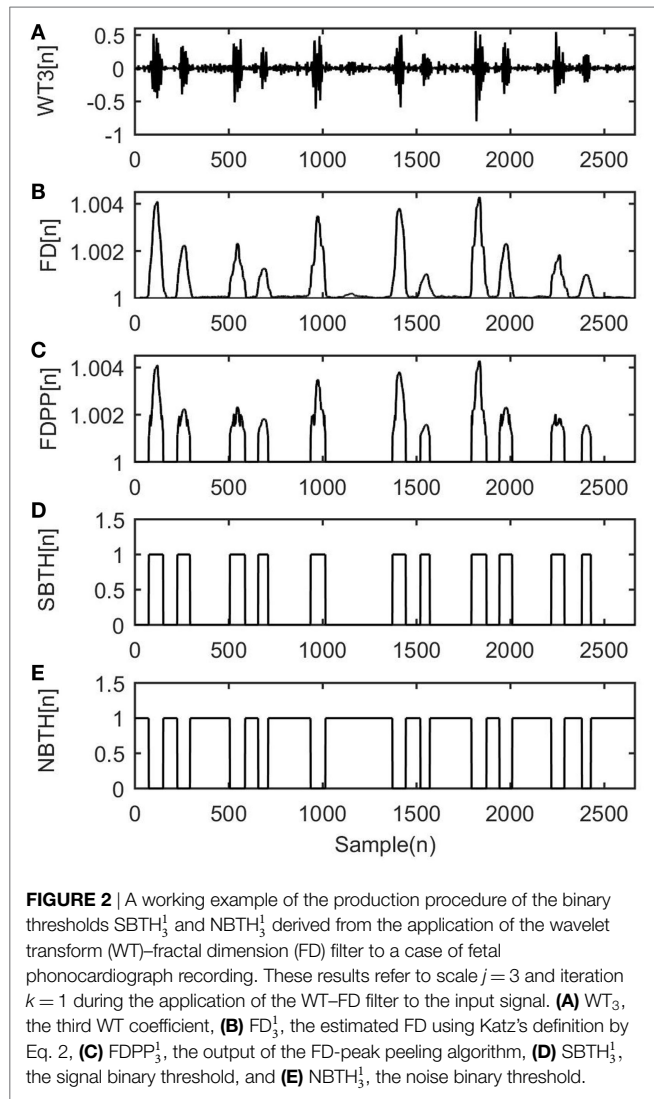 A
WT3[n]
0.5
0
-0.5
-1
0 500 1000 1500 2000 2500
B
FD[n]
1.004
1.002
1
0 500 1000 1500 2000 2500
C
FDPP[n]
1.004
1.002
1
0 500 1000 1500 2000 2500
D
SBTH[n]
1.5
1
0.5
0
0 500 1000 1500 2000 2500
E
NBTH[n]
1.5
1
0.5
0
0 500 1000 1500 2000 2500
Sample(n)
FIGURE 2 | A working example of the production procedure of the binary
thresholds SBTH₃¹ and NBTH₃¹ derived from the application of the wavelet
transform (WT)–fractal dimension (FD) filter to a case of fetal
phonocardiograph recording. These results refer to scale j = 3 and iteration
k = 1 during the application of the WT–FD filter to the input signal. (A) WT₃,
the third WT coefficient, (B) FD₃¹, the estimated FD using Katz’s definition by
Eq. 2, (C) FDPP₃¹, the output of the FD-peak peeling algorithm, (D) SBTH₃¹,
the signal binary threshold, and (E) NBTH₃¹, the noise binary threshold.